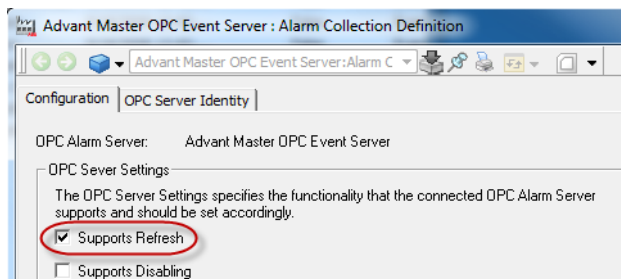 Advant Master OPC Event Server : Alarm Collection Definition
Advant Master OPC Event Server:Alarm C
Configuration
OPC Server Identity
OPC Alarm Server: Advant Master OPC Event Server
OPC Sever Settings
The OPC Server Settings specifies the functionality that the connected OPC Alarm Server
supports and should be set accordingly.
Supports Refresh
Supports Disabling